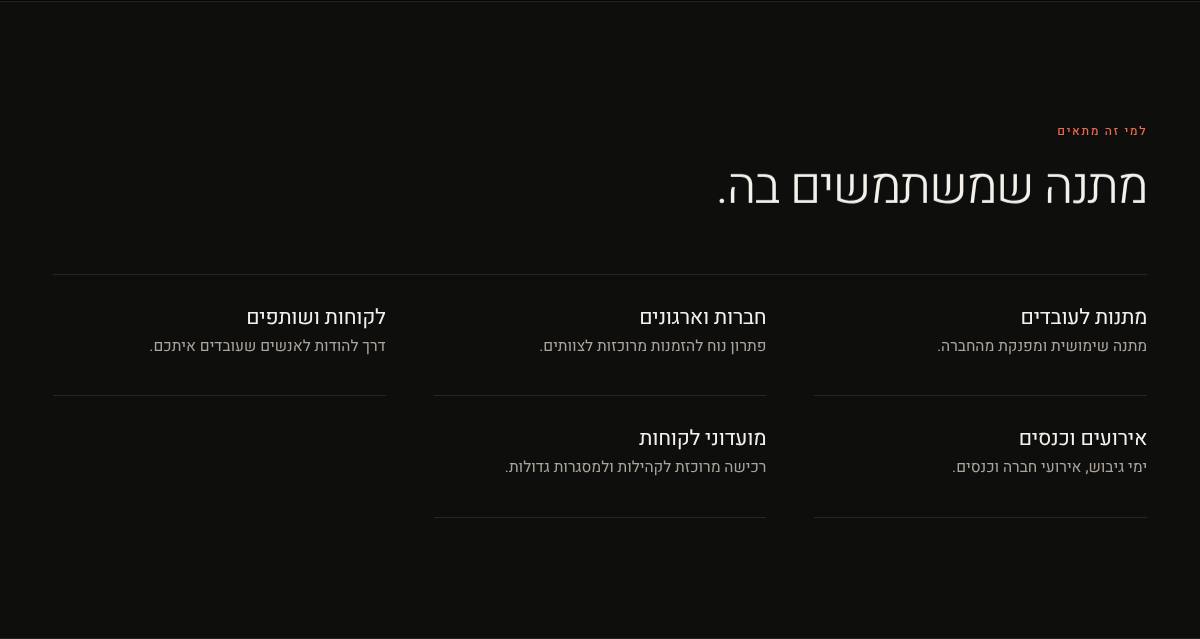 למי זה מתאים
מתנה שמשתמשים בה.
מתנות לעובדים
מתנה שימושית ומפנקת מהחברה.
חברות וארגונים
פתרון נוח להזמנות מרוכזות לצוותים.
לקוחות ושותפים
דרך להודות לאנשים שעובדים איתכם.
אירועים וכנסים
ימי גיבוש, אירועי חברה וכנסים.
מועדוני לקוחות
רכישה מרוכזת לקהילות ולמסגרות גדולות.